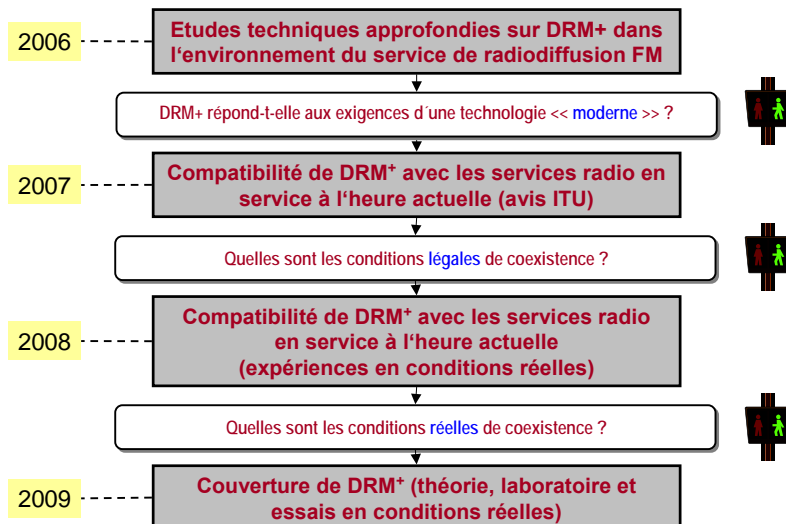 2006
Etudes techniques approfondies sur DRM+ dans
l‘environnement du service de radiodiffusion FM
DRM+ répond-t-elle aux exigences d´une technologie << moderne >> ?
2007
Compatibilité de DRM⁺ avec les services radio en
service à l‘heure actuelle (avis ITU)
Quelles sont les conditions légales de coexistence ?
2008
Compatibilité de DRM⁺ avec les services radio
en service à l‘heure actuelle
(expériences en conditions réelles)
Quelles sont les conditions réelles de coexistence ?
2009
Couverture de DRM⁺ (théorie, laboratoire et
essais en conditions réelles)